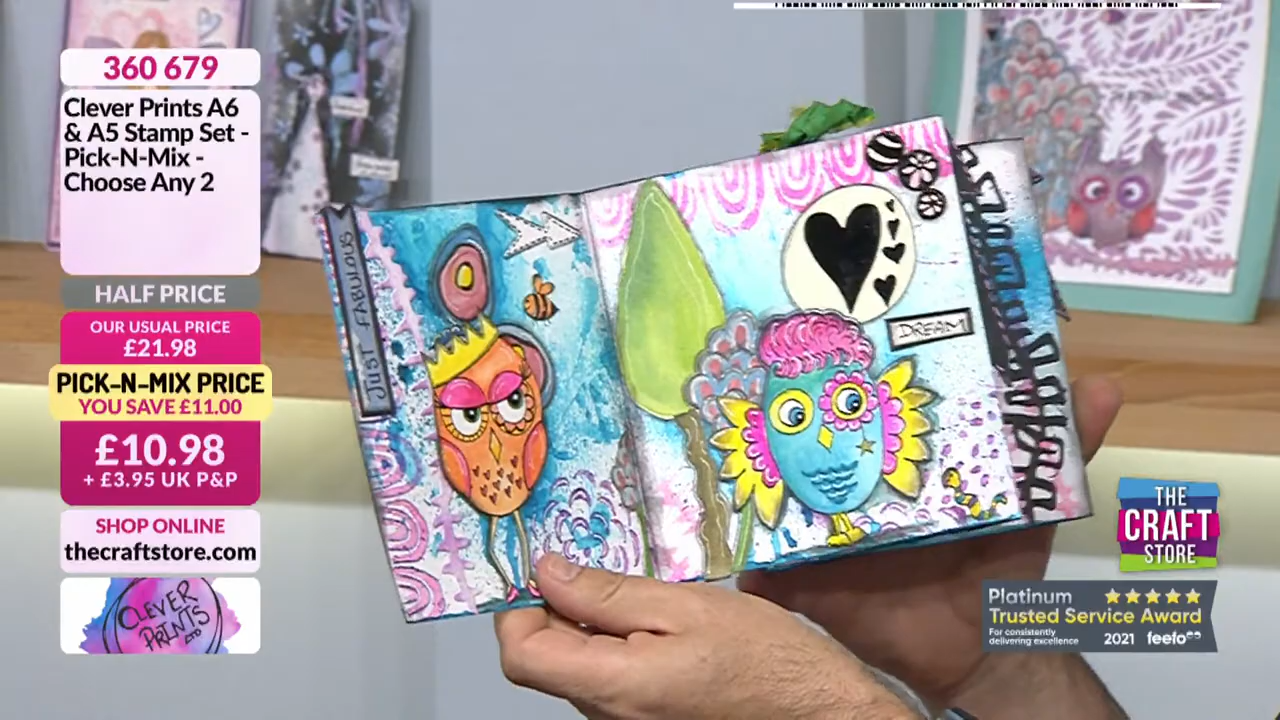 360 679
Clever Prints A6
& A5 Stamp Set -
Pick-N-Mix -
Choose Any 2
HALF PRICE
OUR USUAL PRICE
£21.98
PICK-N-MIX PRICE
YOU SAVE £11.00
£10.98
+ £3.95 UK P&P
SHOP ONLINE
thecraftstore.com
CLEVER
PRINTS LTD
JUST FABULOUS
DREAM
THE
CRAFT
STORE
Platinum
Trusted Service Award
For consistently
delivering excellence
2021 feefo